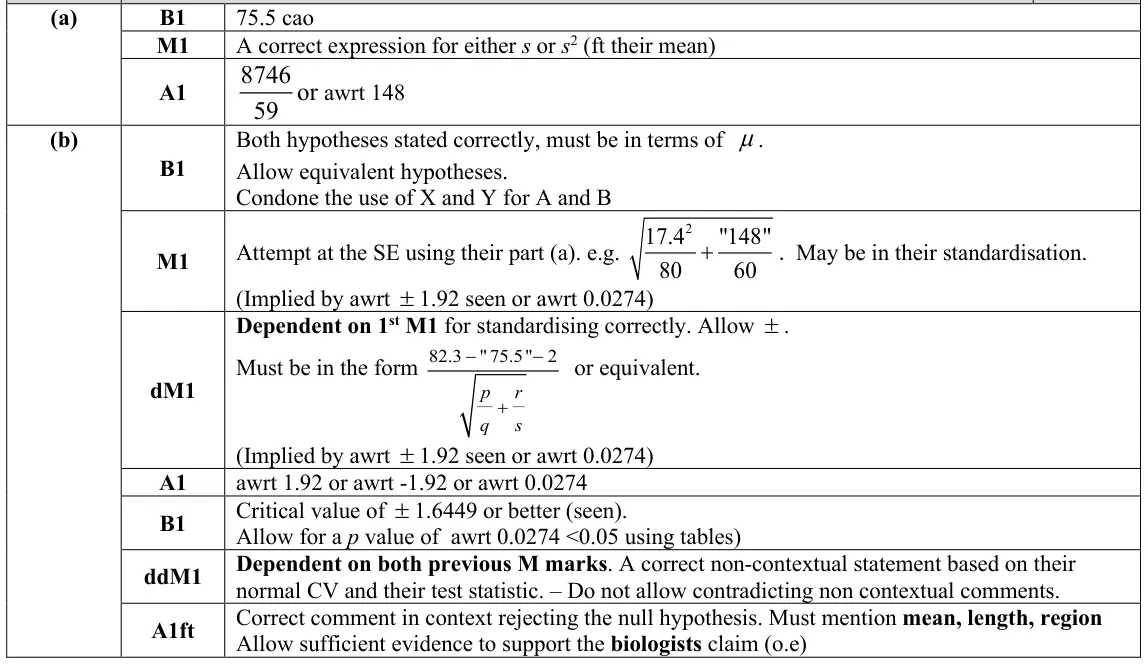 (a) B1 75.5 cao
M1 A correct expression for either s or s² (ft their mean)
A1 8746/59 or awrt 148
(b) B1 Both hypotheses stated correctly, must be in terms of μ.
Allow equivalent hypotheses.
Condone the use of X and Y for A and B
M1 Attempt at the SE using their part (a). e.g. √(17.4²/80 + "148"/60). May be in their standardisation.
(Implied by awrt ± 1.92 seen or awrt 0.0274)
dM1 Dependent on 1st M1 for standardising correctly. Allow ±.
Must be in the form (82.3 − "75.5" − 2)/√(p/q + r/s) or equivalent.
(Implied by awrt ± 1.92 seen or awrt 0.0274)
A1 awrt 1.92 or awrt -1.92 or awrt 0.0274
B1 Critical value of ± 1.6449 or better (seen).
Allow for a p value of awrt 0.0274 <0.05 using tables)
ddM1 Dependent on both previous M marks. A correct non-contextual statement based on their
normal CV and their test statistic. – Do not allow contradicting non contextual comments.
A1ft Correct comment in context rejecting the null hypothesis. Must mention mean, length, region
Allow sufficient evidence to support the biologists claim (o.e)